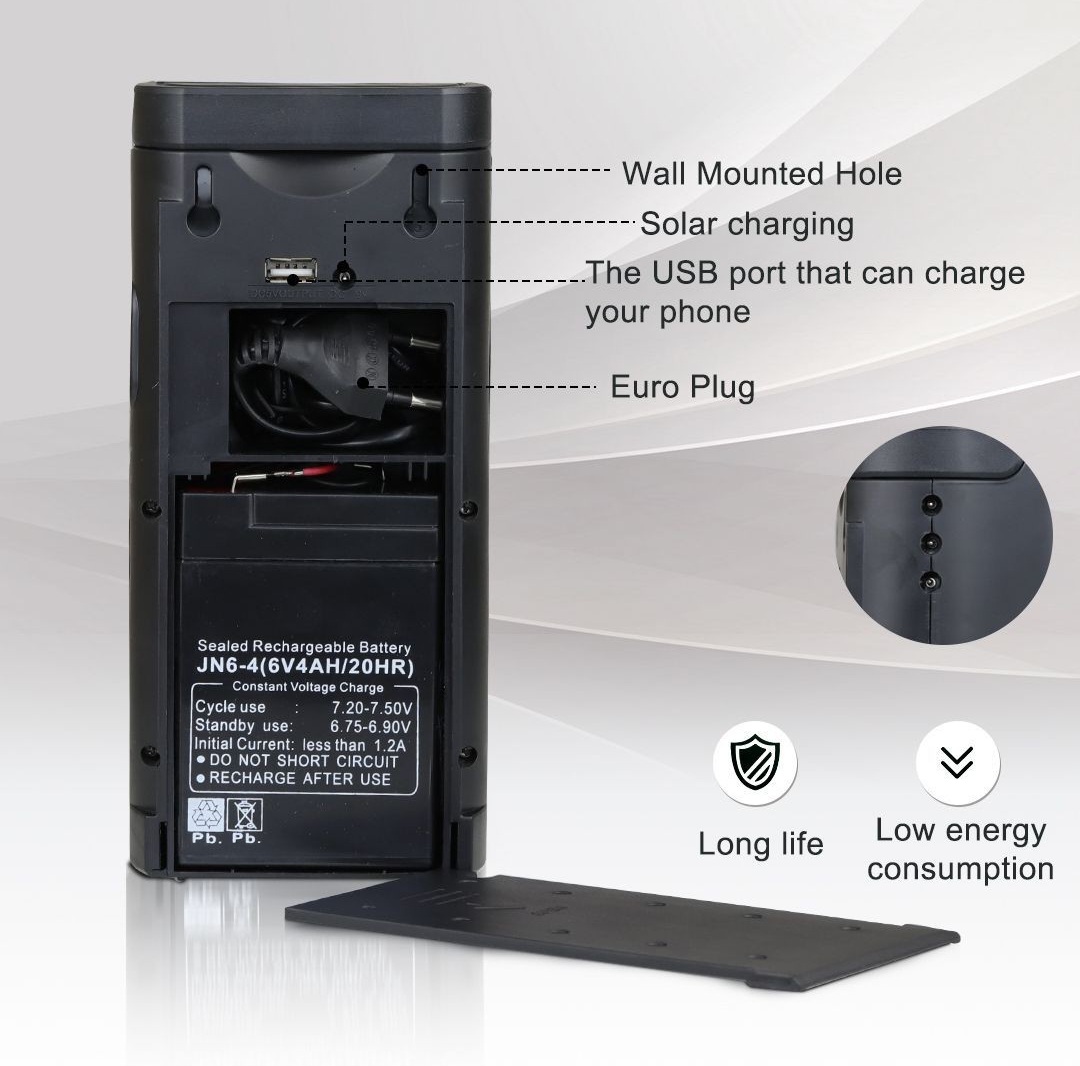 Wall Mounted Hole
Solar charging
The USB port that can charge
your phone
Euro Plug
Sealed Rechargeable Battery
JN6-4(6V4AH/20HR)
Constant Voltage Charge
Cycle use : 7.20-7.50V
Standby use: 6.75-6.90V
Initial Current: less than 1.2A
● DO NOT SHORT CIRCUIT
● RECHARGE AFTER USE
Pb. Pb.
Long life
Low energy
consumption